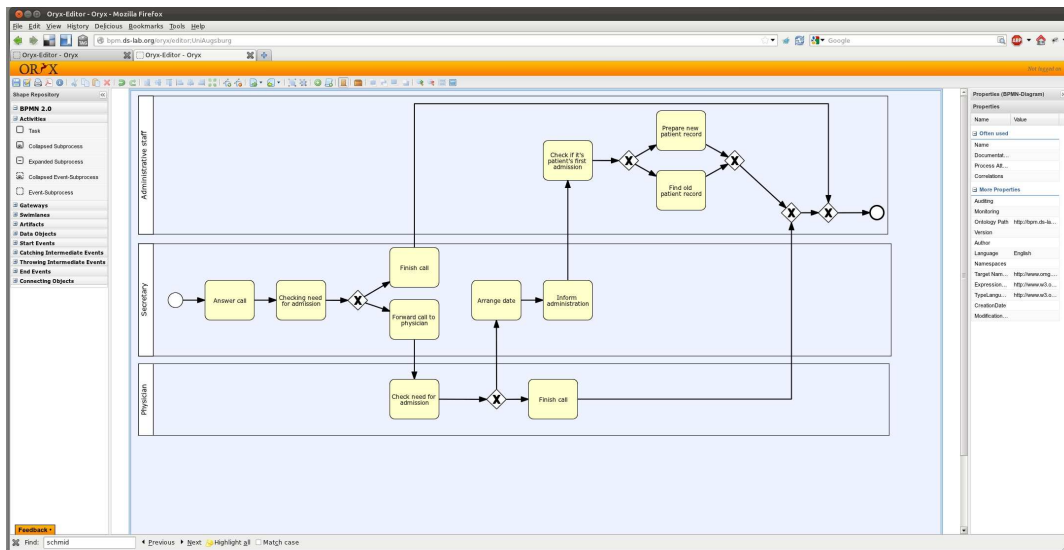 Oryx-Editor - Oryx - Mozilla Firefox
File Edit View History Delicious Bookmarks Tools Help
bpm.ds-lab.org/oryx/editor;UniAugsburg
Google
Oryx-Editor - Oryx
Oryx-Editor - Oryx
ORYX
Not logged on
Shape Repository
BPMN 2.0
Activities
Task
Collapsed Subprocess
Expanded Subprocess
Collapsed Event-Subprocess
Event-Subprocess
Gateways
Swimlanes
Artifacts
Data Objects
Start Events
Catching Intermediate Events
Throwing Intermediate Events
End Events
Connecting Objects
Administrative staff
Check if it's
patient's first
admission
Prepare new
patient record
Find old
patient record
Secretary
Answer call
Checking need
for admission
Finish call
Forward call to
physician
Arrange date
Inform
administration
Physician
Check need for
admission
Finish call
Properties (BPMN-Diagram)
Properties
Name Value
Often used
Name
Documentat...
Process Att...
Correlations
More Properties
Auditing
Monitoring
Ontology Path http://bpm.ds-la...
Version
Author
Language English
Namespaces
Target Nam... http://www.omg....
Expression... http://www.w3.o...
TypeLangu... http://www.w3.o...
CreationDate
Modification...
Feedback
Find: schmid Previous Next Highlight all Match case